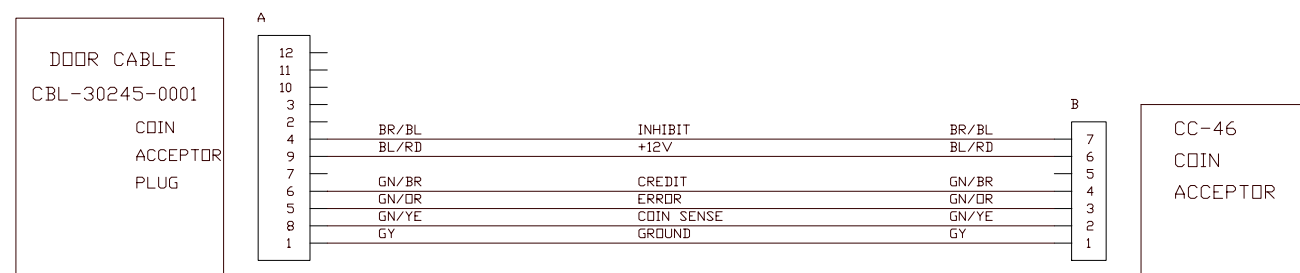 A
DOOR CABLE
CBL-30245-0001
COIN
ACCEPTOR
PLUG
12
11
10
3
2
4 BR/BL INHIBIT BR/BL 7
9 BL/RD +12V BL/RD 6
7 5
6 GN/BR CREDIT GN/BR 4
5 GN/OR ERROR GN/OR 3
8 GN/YE COIN SENSE GN/YE 2
1 GY GROUND GY 1
B
CC-46
COIN
ACCEPTOR